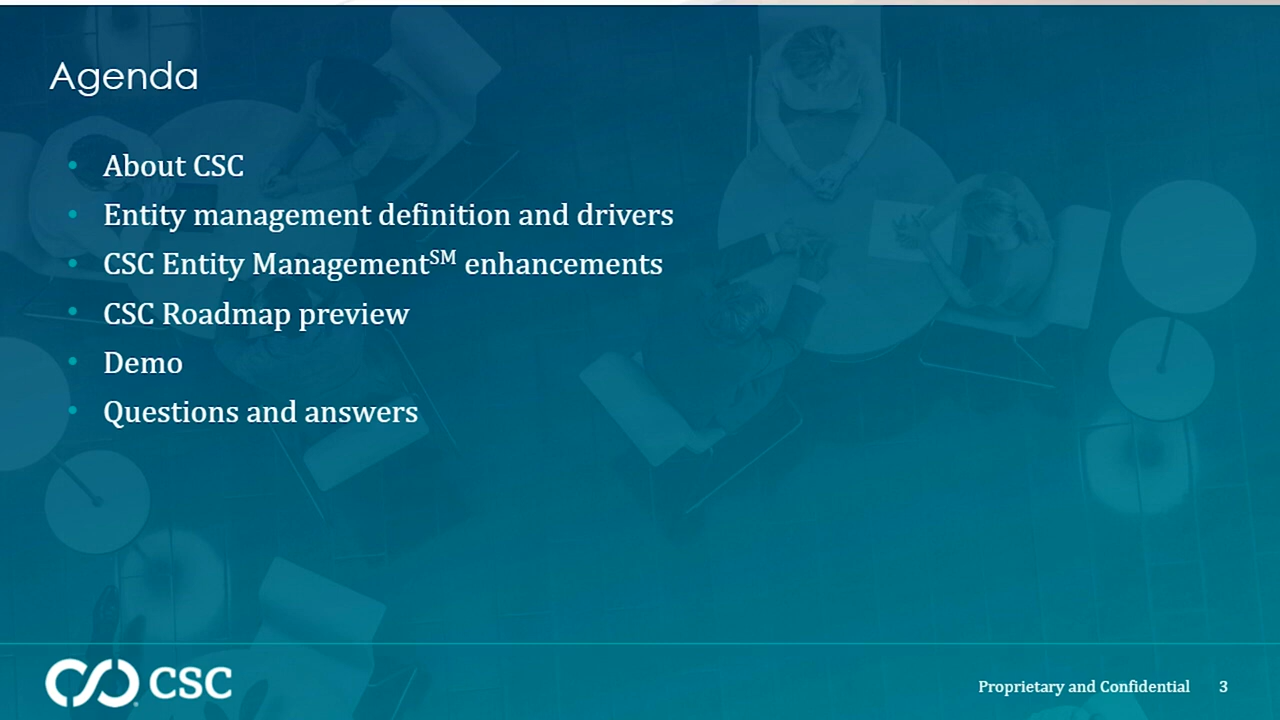 Agenda
• About CSC
• Entity management definition and drivers
• CSC Entity Management℠ enhancements
• CSC Roadmap preview
• Demo
• Questions and answers
CSC
Proprietary and Confidential 3